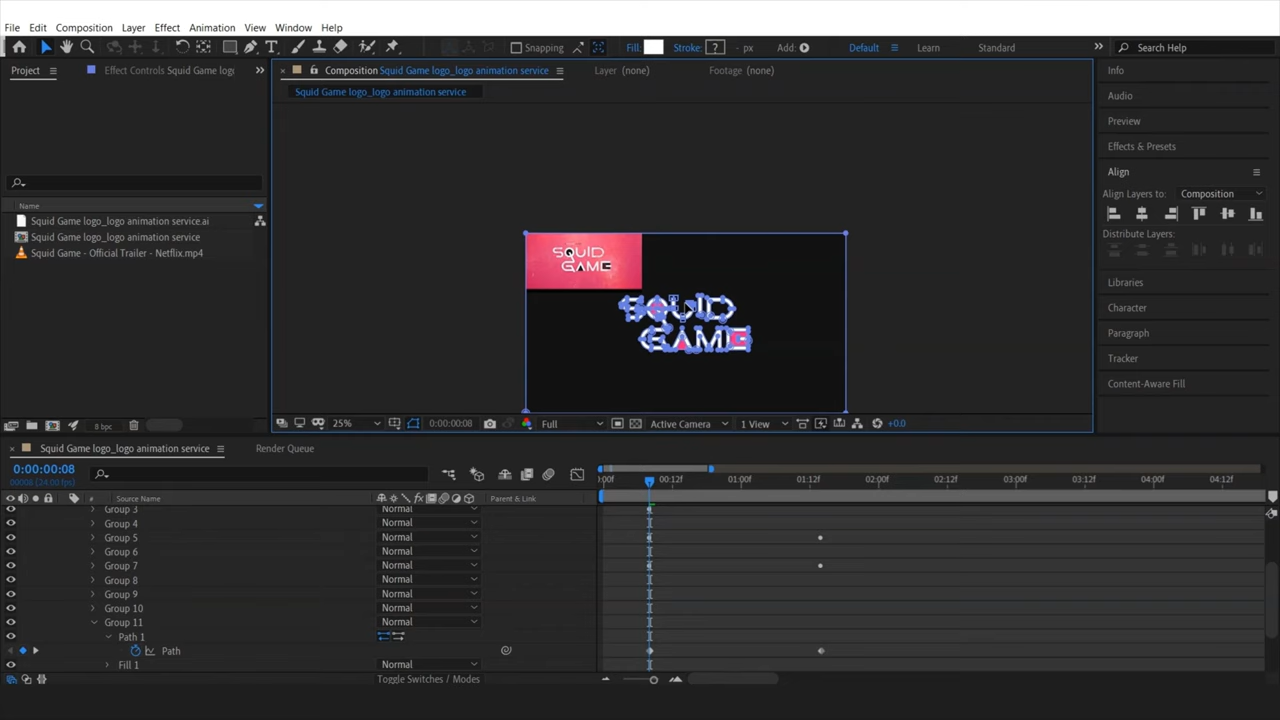 File Edit Composition Layer Effect Animation View Window Help
Snapping Fill: Stroke: ? - px Add: Default Learn Standard Search Help
Project Effect Controls Squid Game logo Composition Squid Game logo_logo animation service Layer (none) Footage (none) Info
Squid Game logo_logo animation service
Audio
Preview
Effects & Presets
Align
Align Layers to: Composition
Distribute Layers:
Libraries
Character
Paragraph
Tracker
Content-Aware Fill
Name
Squid Game logo_logo animation service.ai
Squid Game logo_logo animation service
Squid Game - Official Trailer - Netflix.mp4
SQUID
GAME
SQUID
GAME
8 bpc 25% 0:00:00:08 Full Active Camera 1 View +0.0
Squid Game logo_logo animation service Render Queue
0:00:00:08
00008 (24.00 fps)
:00f 00:12f 01:00f 01:12f 02:00f 02:12f 03:00f 03:12f 04:00f 04:12f
# Source Name Parent & Link
Group 3 Normal
Group 4 Normal
Group 5 Normal
Group 6 Normal
Group 7 Normal
Group 8 Normal
Group 9 Normal
Group 10 Normal
Group 11 Normal
Path 1
Path
Fill 1 Normal
Toggle Switches / Modes